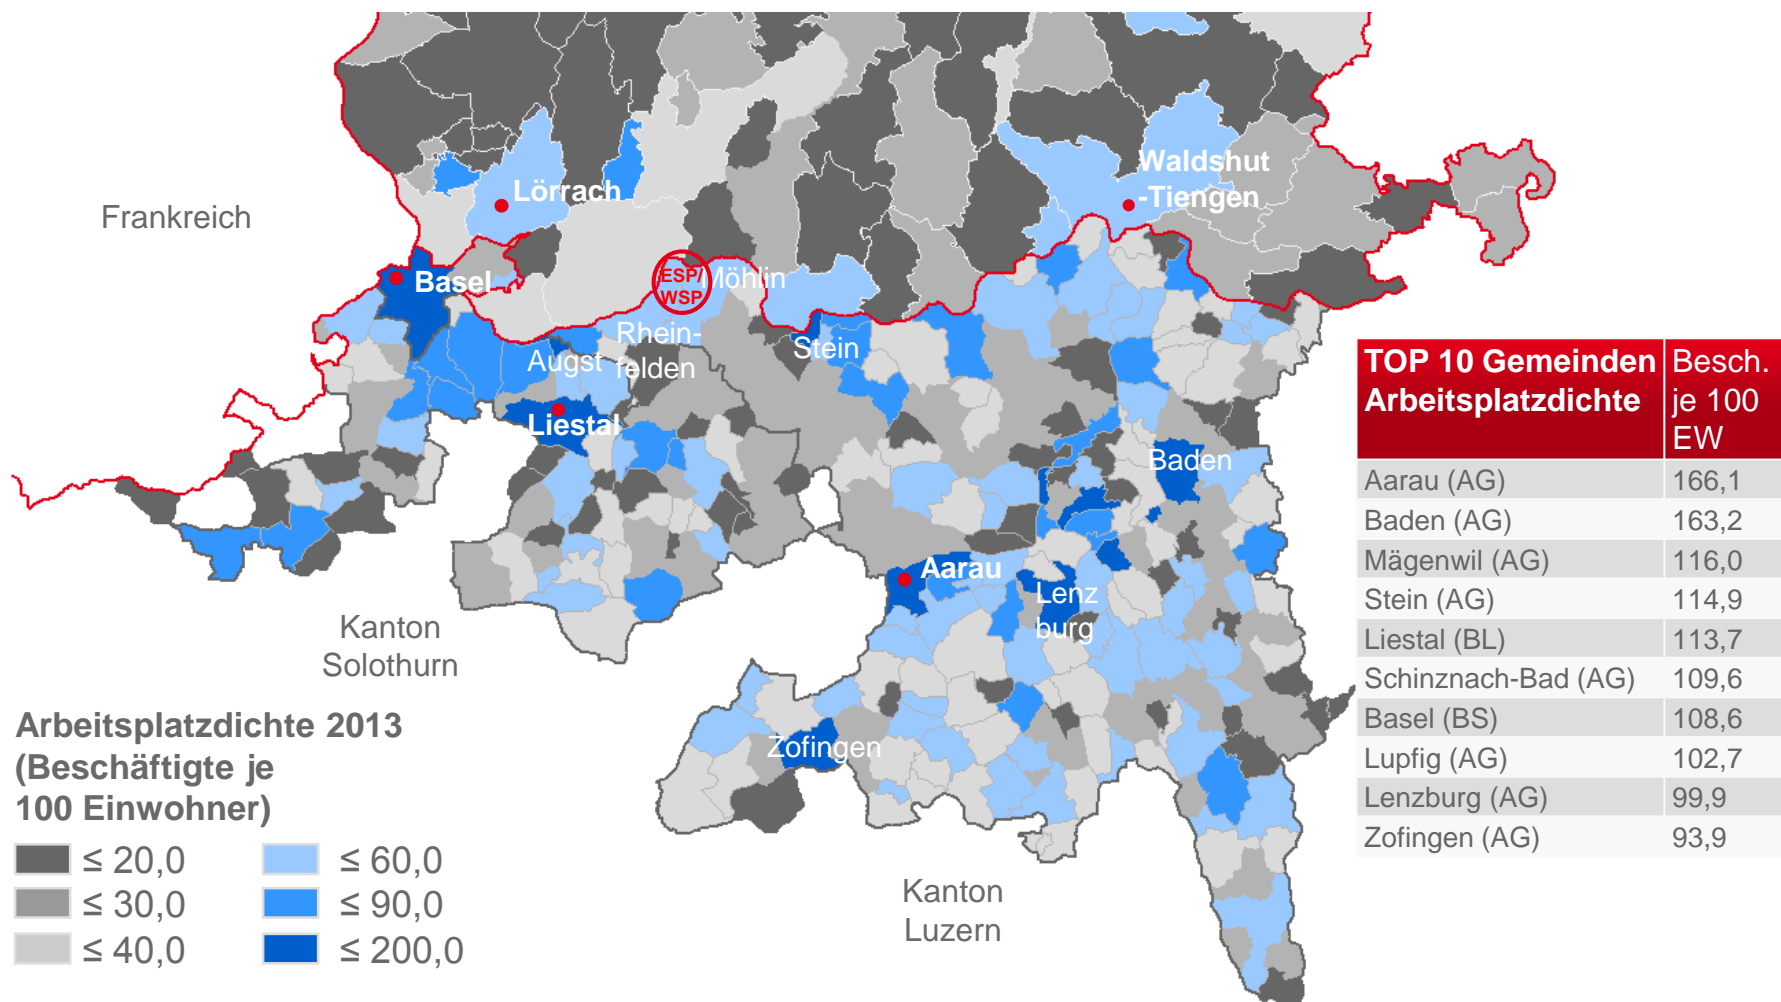 Frankreich
Lörrach
Waldshut
-Tiengen
Basel
ESP/
WSP
Möhlin
Rhein-
felden
Augst
Stein
Liestal
Baden
Aarau
Lenz
burg
Zofingen
Kanton
Solothurn
Kanton
Luzern
Arbeitsplatzdichte 2013
(Beschäftigte je
100 Einwohner)
≤ 20,0 ≤ 60,0
≤ 30,0 ≤ 90,0
≤ 40,0 ≤ 200,0
TOP 10 Gemeinden Besch.
Arbeitsplatzdichte je 100
EW
Aarau (AG) 166,1
Baden (AG) 163,2
Mägenwil (AG) 116,0
Stein (AG) 114,9
Liestal (BL) 113,7
Schinznach-Bad (AG) 109,6
Basel (BS) 108,6
Lupfig (AG) 102,7
Lenzburg (AG) 99,9
Zofingen (AG) 93,9